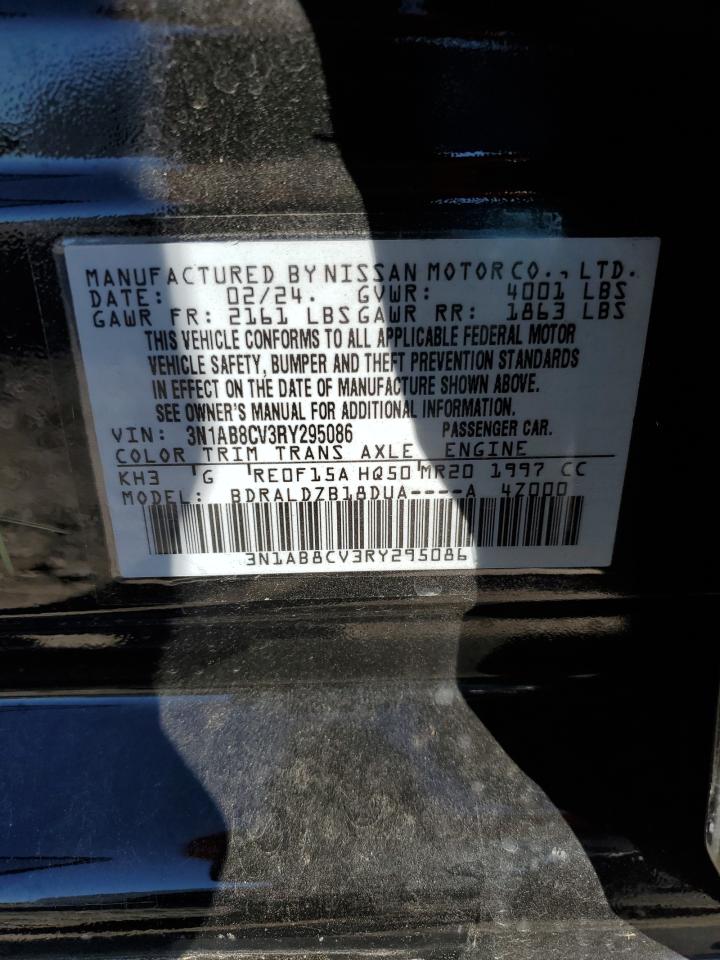 MANUFACTURED BY NISSAN MOTOR CO., LTD.
DATE: 02/24. GVWR: 4001 LBS
GAWR FR: 2161 LBS GAWR RR: 1863 LBS
THIS VEHICLE CONFORMS TO ALL APPLICABLE FEDERAL MOTOR
VEHICLE SAFETY, BUMPER AND THEFT PREVENTION STANDARDS
IN EFFECT ON THE DATE OF MANUFACTURE SHOWN ABOVE.
SEE OWNER'S MANUAL FOR ADDITIONAL INFORMATION.
VIN: 3N1AB8CV3RY295086 PASSENGER CAR.
COLOR TRIM TRANS AXLE ENGINE
KH3 G RE0F15A HQ50 MR20 1997 CC
MODEL: BDRALDZB18DUA----A 4Z000
3N1AB8CV3RY295086